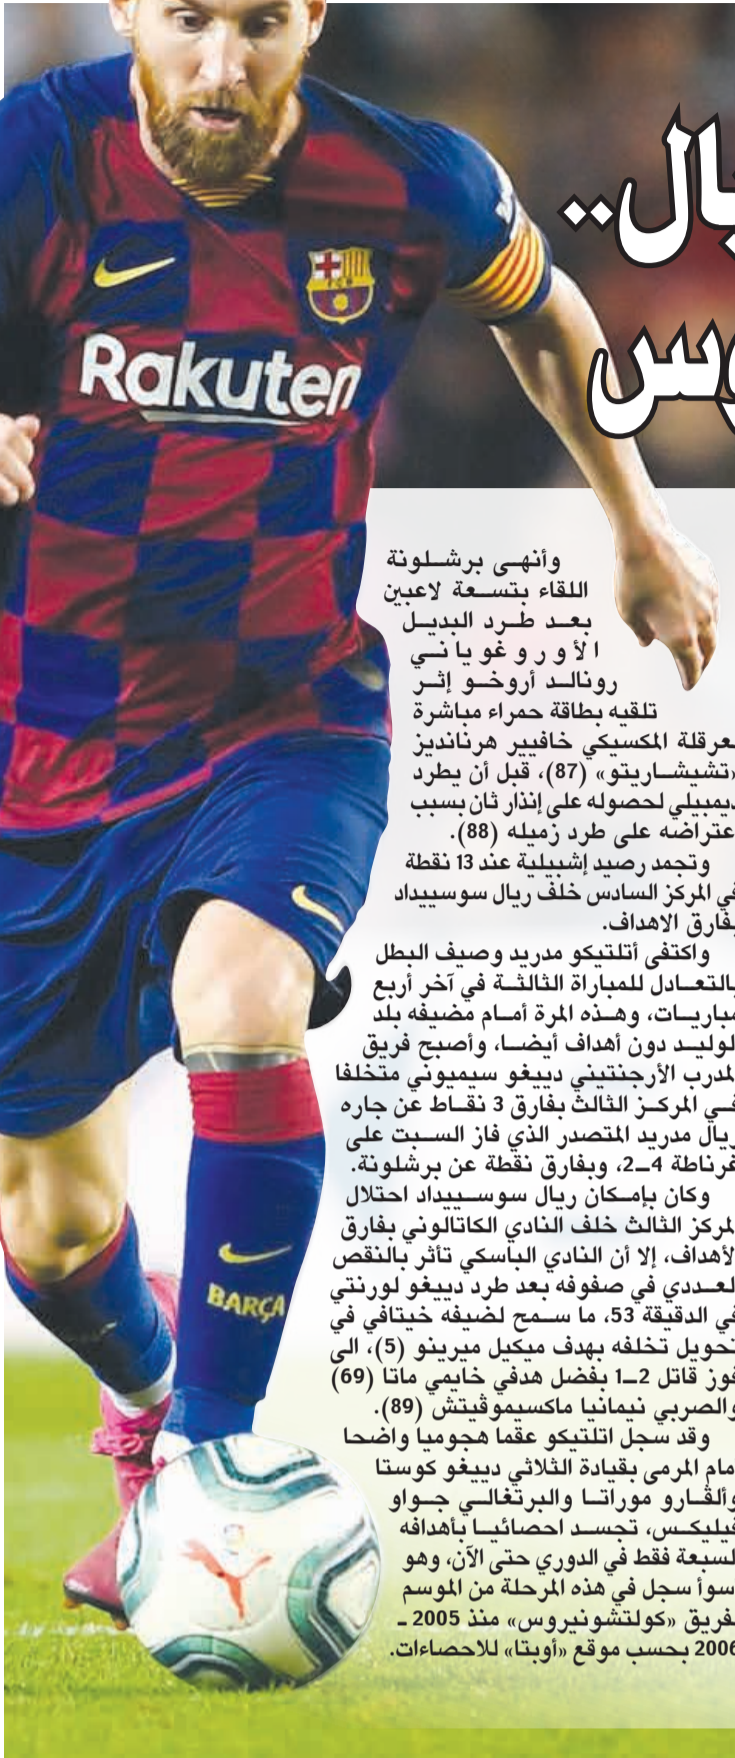 وأنهى برشلونة
اللقاء بتسعة لاعبين
بعد طرد البديل
الأوروغوياني
رونالد أروخو إثر
تلقيه بطاقة حمراء مباشرة
لعرقلة المكسيكي خافيير هرنانديز
«تشيشاريتو» (87)، قبل أن يطرد
ديمبيلي لحصوله على إنذار ثان بسبب
اعتراضه على طرد زميله (88).
وتجمد رصيد إشبيلية عند 13 نقطة
في المركز السادس خلف ريال سوسييداد
بفارق الاهداف.
واكتفى أتلتيكو مدريد وصيف البطل
بالتعادل للمباراة الثالثة في آخر أربع
مباريات، وهذه المرة أمام مضيفه بلد
الوليد دون أهداف أيضا، وأصبح فريق
المدرب الأرجنتيني دييغو سيميوني متخلفا
في المركز الثالث بفارق 3 نقاط عن جاره
ريال مدريد المتصدر الذي فاز السبت على
غرناطة 4-2، وبفارق نقطة عن برشلونة.
وكان بإمكان ريال سوسييداد احتلال
المركز الثالث خلف النادي الكاتالوني بفارق
الأهداف، إلا أن النادي الباسكي تأثر بالنقص
العددي في صفوفه بعد طرد دييغو لورنتي
في الدقيقة 53، ما سمح لضيفه خيتافي في
تحويل تخلفه بهدف ميكيل ميرينو (5)، الى
فوز قاتل 2-1 بفضل هدفي خايمي ماتا (69)
والصربي نيمانيا ماكسيموڤيتش (89).
وقد سجل اتلتيكو عقما هجوميا واضحا
امام المرمى بقيادة الثلاثي دييغو كوستا
وألڤارو موراتا والبرتغالي جواو
فيليكس، تجسد احصائيا بأهدافه
السبعة فقط في الدوري حتى الآن، وهو
أسوأ سجل في هذه المرحلة من الموسم
لفريق «كولتشونيروس» منذ 2005 -
2006 بحسب موقع «أوبتا» للاحصاءات.
Rakuten
BARÇA